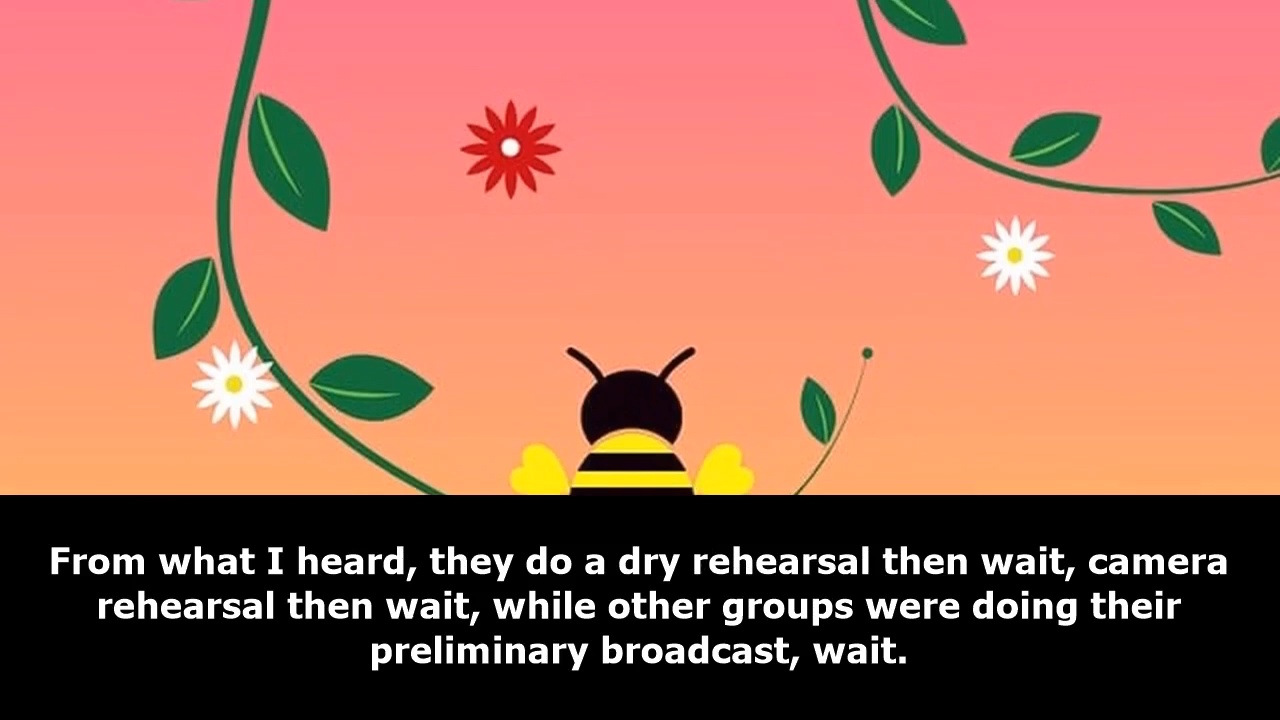 From what I heard, they do a dry rehearsal then wait, camera
rehearsal then wait, while other groups were doing their
preliminary broadcast, wait.